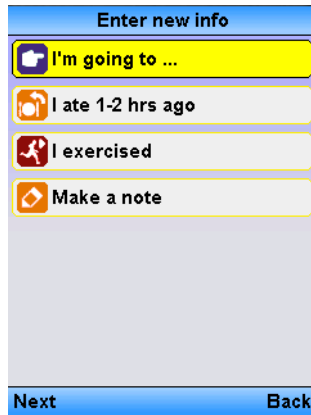 Enter new info
I'm going to ...
I ate 1-2 hrs ago
I exercised
Make a note
Next Back